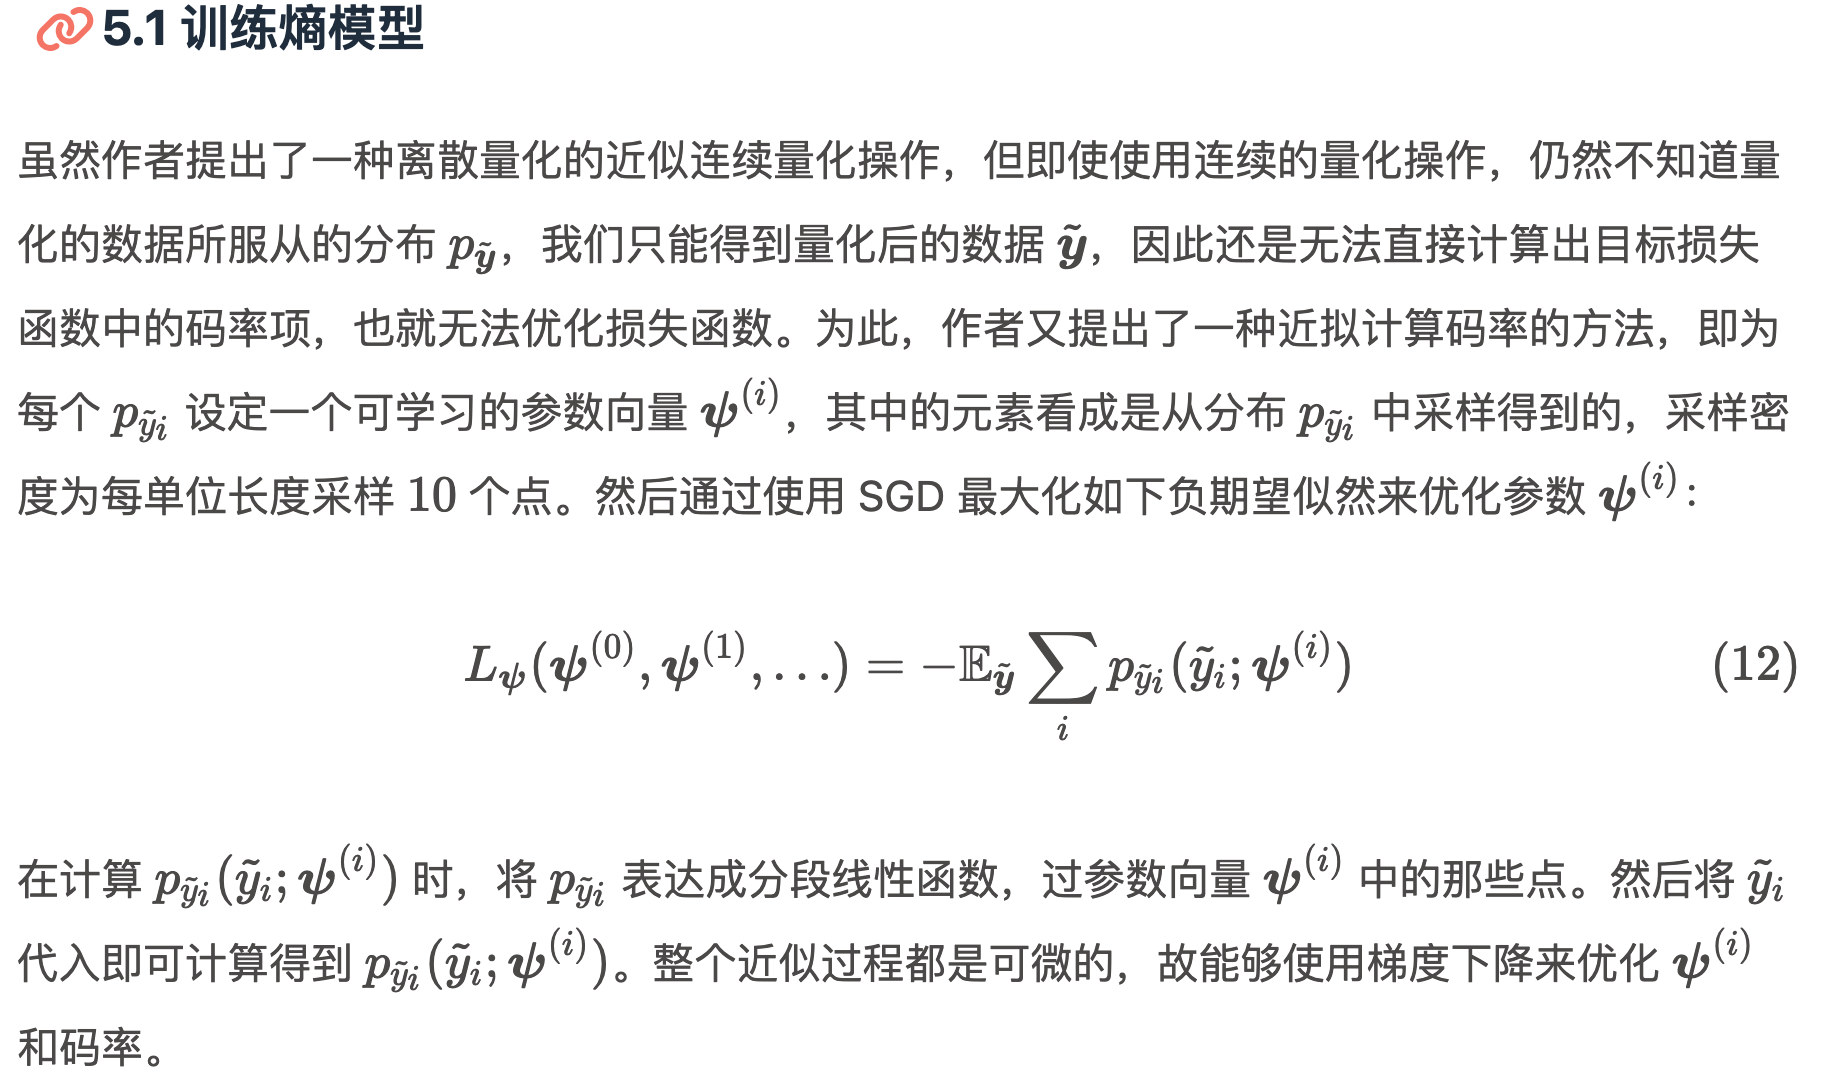 5.1 训练熵模型
虽然作者提出了一种离散量化的近似连续量化操作，但即使使用连续的量化操作，仍然不知道量
化的数据所服从的分布 $p_{\tilde{\boldsymbol{y}}}$，我们只能得到量化后的数据 $\tilde{\boldsymbol{y}}$，因此还是无法直接计算出目标损失
函数中的码率项，也就无法优化损失函数。为此，作者又提出了一种近拟计算码率的方法，即为
每个 $p_{\tilde{y}_i}$ 设定一个可学习的参数向量 $\boldsymbol{\psi}^{(i)}$，其中的元素看成是从分布 $p_{\tilde{y}_i}$ 中采样得到的，采样密
度为每单位长度采样 10 个点。然后通过使用 SGD 最大化如下负期望似然来优化参数 $\boldsymbol{\psi}^{(i)}$：
$L_{\boldsymbol{\psi}}(\boldsymbol{\psi}^{(0)}, \boldsymbol{\psi}^{(1)}, \ldots) = -\mathbb{E}_{\tilde{\boldsymbol{y}}} \sum_i p_{\tilde{y}_i}(\tilde{y}_i; \boldsymbol{\psi}^{(i)})$ (12)
在计算 $p_{\tilde{y}_i}(\tilde{y}_i; \boldsymbol{\psi}^{(i)})$ 时，将 $p_{\tilde{y}_i}$ 表达成分段线性函数，过参数向量 $\boldsymbol{\psi}^{(i)}$ 中的那些点。然后将 $\tilde{y}_i$
代入即可计算得到 $p_{\tilde{y}_i}(\tilde{y}_i; \boldsymbol{\psi}^{(i)})$。整个近似过程都是可微的，故能够使用梯度下降来优化 $\boldsymbol{\psi}^{(i)}$
和码率。